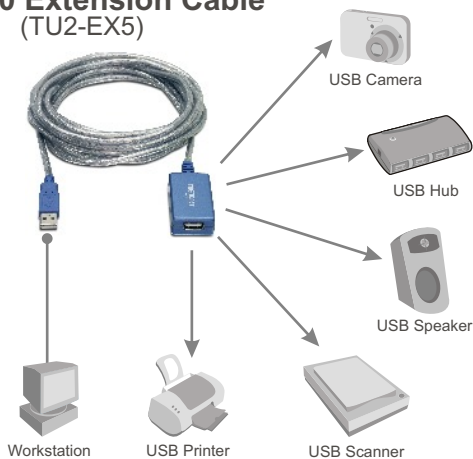 0 Extension Cable
(TU2-EX5)
USB Camera
USB Hub
USB Speaker
Workstation
USB Printer
USB Scanner